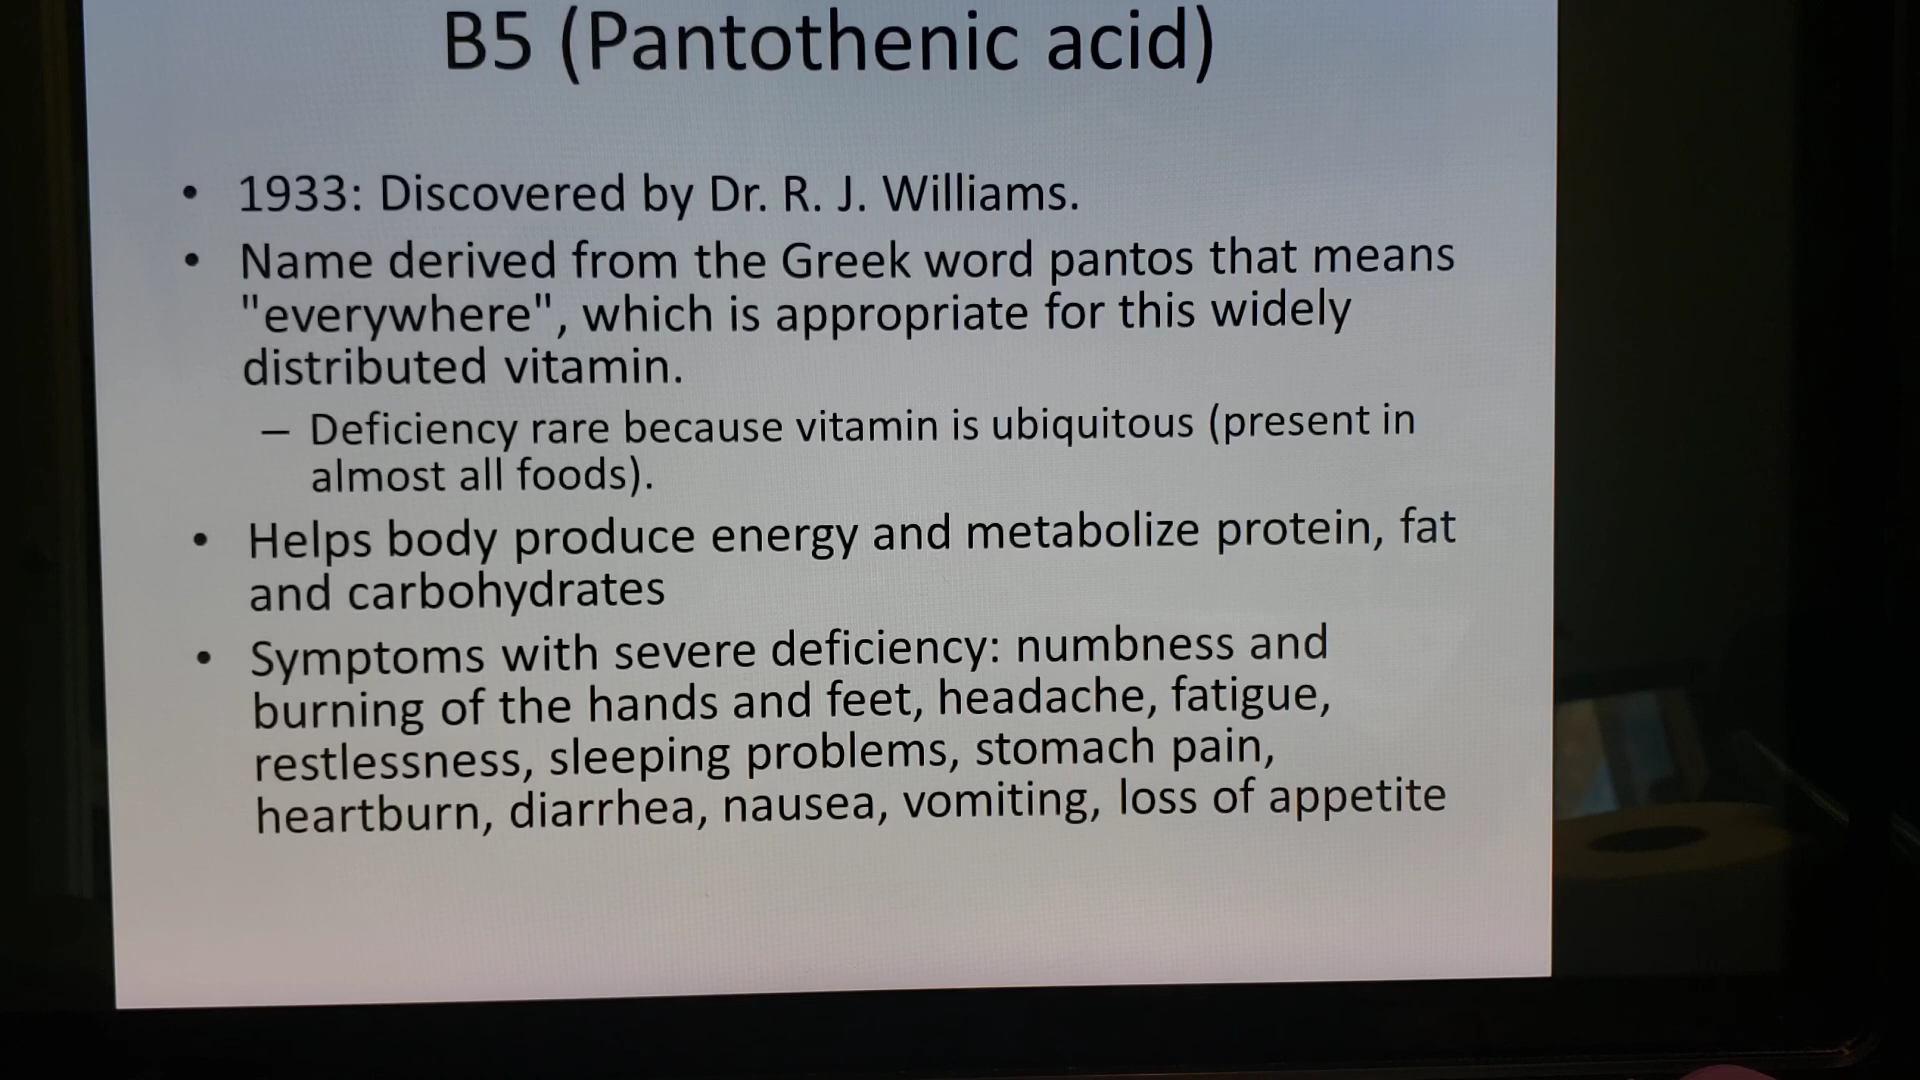 B5 (Pantothenic acid)
• 1933: Discovered by Dr. R. J. Williams.
• Name derived from the Greek word pantos that means
"everywhere", which is appropriate for this widely
distributed vitamin.
– Deficiency rare because vitamin is ubiquitous (present in
almost all foods).
• Helps body produce energy and metabolize protein, fat
and carbohydrates
• Symptoms with severe deficiency: numbness and
burning of the hands and feet, headache, fatigue,
restlessness, sleeping problems, stomach pain,
heartburn, diarrhea, nausea, vomiting, loss of appetite